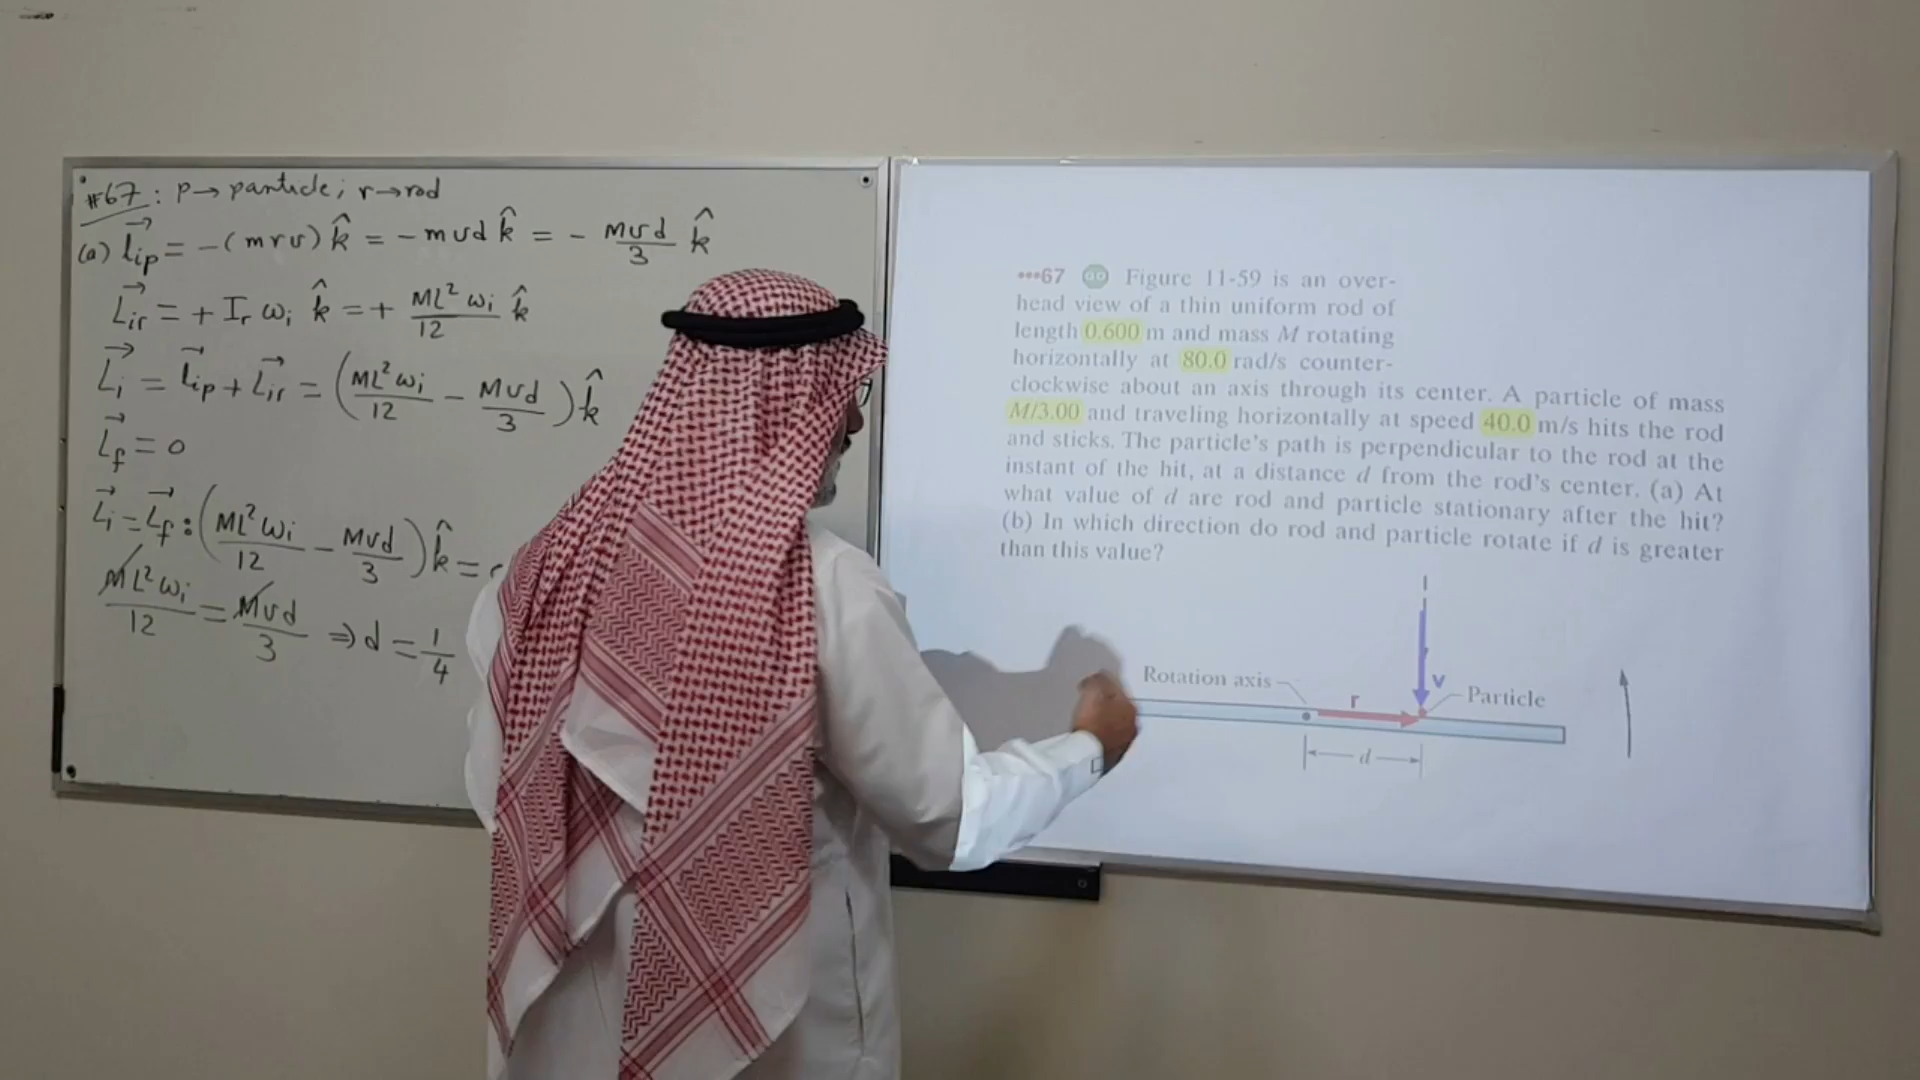 #67: p→ particle; r→rod
(a) l⃗ip = -(mrv) k̂ = -mvd k̂ = - Mvd/3 k̂
L⃗ir = + Ir ωi k̂ = + ML²ωi/12 k̂
L⃗i = l⃗ip + L⃗ir = (ML²ωi/12 - Mvd/3) k̂
L⃗f = 0
L⃗i = L⃗f : (ML²ωi/12 - Mvd/3) k̂ =
ML²ωi/12 = Mvd/3 ⇒ d = 1/4
•••67 GO Figure 11-59 is an over-
head view of a thin uniform rod of
length 0.600 m and mass M rotating
horizontally at 80.0 rad/s counter-
clockwise about an axis through its center. A particle of mass
M/3.00 and traveling horizontally at speed 40.0 m/s hits the rod
and sticks. The particle's path is perpendicular to the rod at the
instant of the hit, at a distance d from the rod's center. (a) At
what value of d are rod and particle stationary after the hit?
(b) In which direction do rod and particle rotate if d is greater
than this value?
Rotation axis
r
v
Particle
d